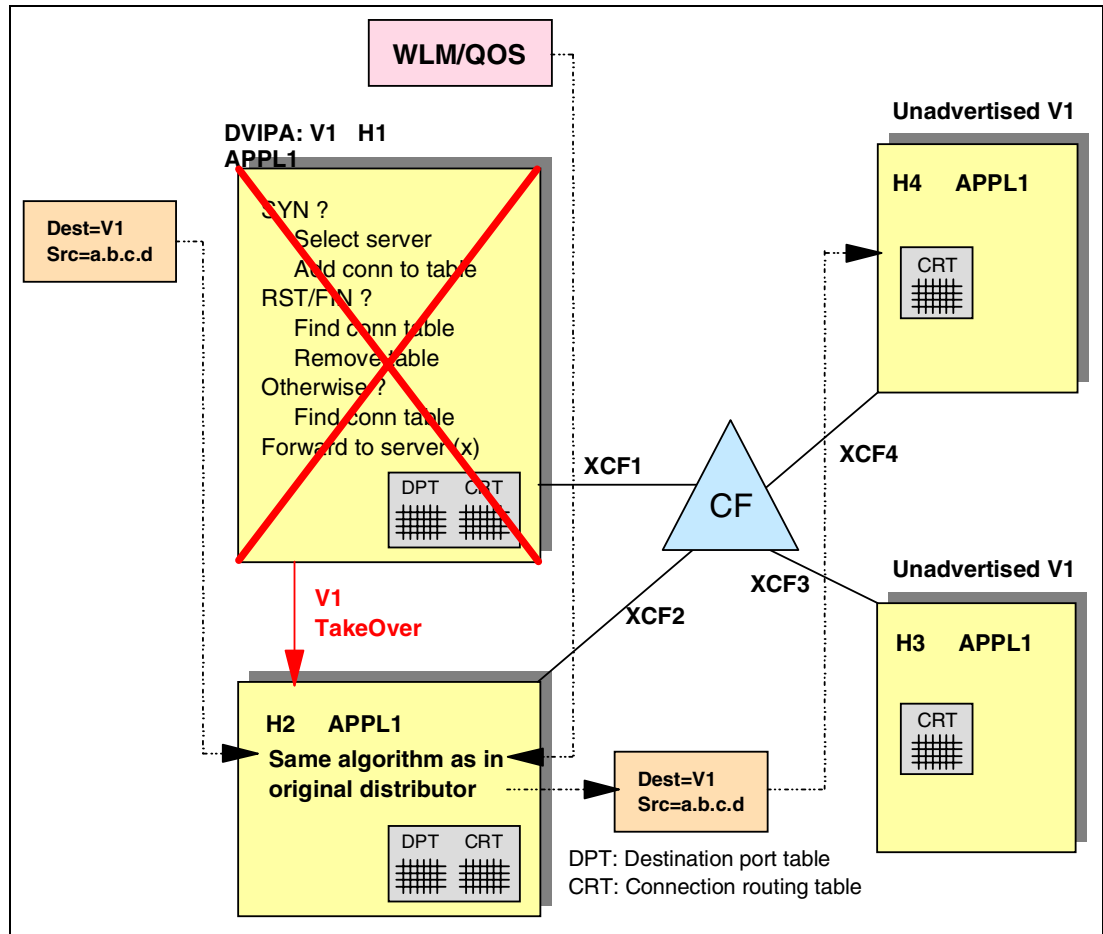 WLM/QOS
DVIPA: V1 H1
APPL1
SYN ?
Select server
Add conn to table
RST/FIN ?
Find conn table
Remove table
Otherwise ?
Find conn table
Forward to server (x)
DPT CRT
Dest=V1
Src=a.b.c.d
Unadvertised V1
H4 APPL1
CRT
XCF1
XCF4
CF
V1
TakeOver
XCF2
XCF3
Unadvertised V1
H3 APPL1
CRT
H2 APPL1
Same algorithm as in
original distributor
DPT CRT
Dest=V1
Src=a.b.c.d
DPT: Destination port table
CRT: Connection routing table